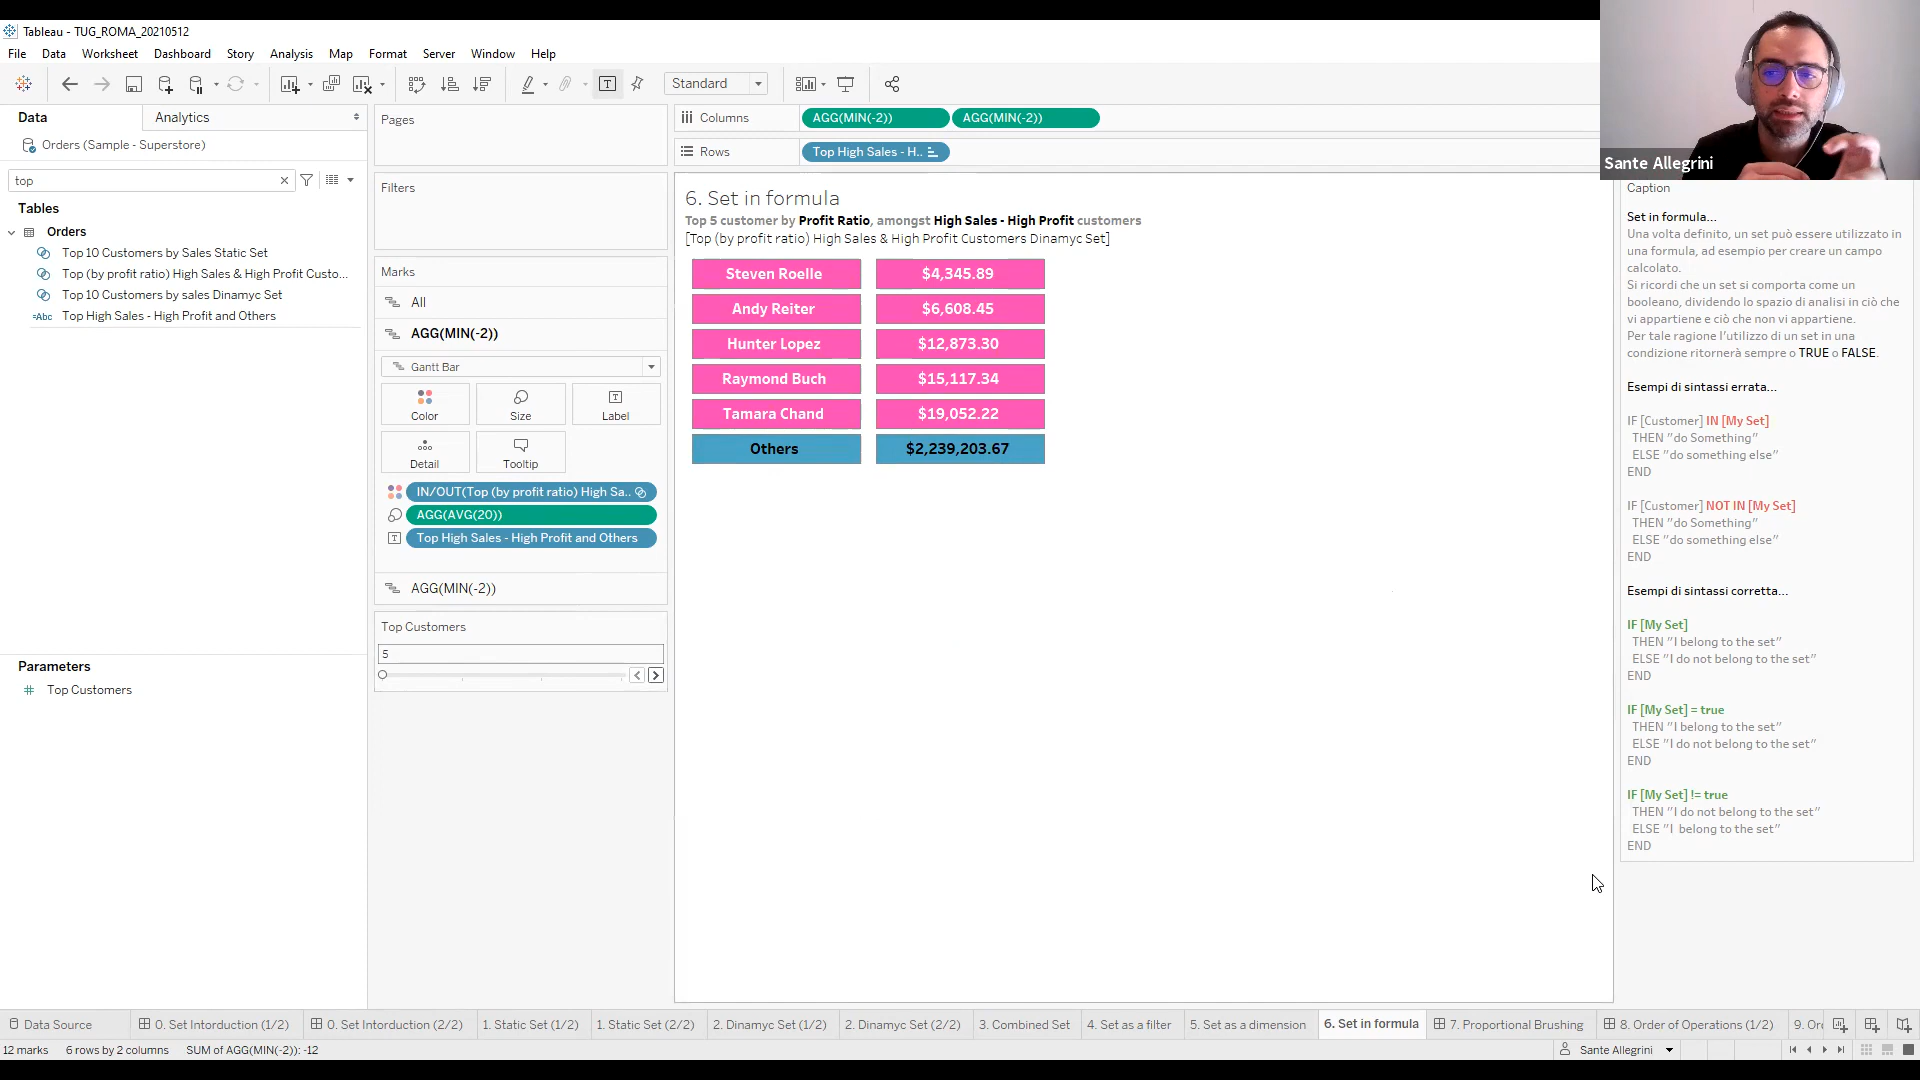 Tableau - TUG_ROMA_20210512
File Data Worksheet Dashboard Story Analysis Map Format Server Window Help
Standard
Data Analytics
Orders (Sample - Superstore)
top
Tables
Orders
Top 10 Customers by Sales Static Set
Top (by profit ratio) High Sales & High Profit Custo...
Top 10 Customers by sales Dinamyc Set
Abc Top High Sales - High Profit and Others
Parameters
# Top Customers
Pages
Filters
Marks
All
AGG(MIN(-2))
Gantt Bar
Color Size Label
Detail Tooltip
IN/OUT(Top (by profit ratio) High Sa..
AGG(AVG(20))
Top High Sales - High Profit and Others
AGG(MIN(-2))
Top Customers
5
Columns AGG(MIN(-2)) AGG(MIN(-2))
Rows Top High Sales - H..
6. Set in formula
Top 5 customer by Profit Ratio, amongst High Sales - High Profit customers
[Top (by profit ratio) High Sales & High Profit Customers Dinamyc Set]
Steven Roelle $4,345.89
Andy Reiter $6,608.45
Hunter Lopez $12,873.30
Raymond Buch $15,117.34
Tamara Chand $19,052.22
Others $2,239,203.67
Sante Allegrini
Caption
Set in formula...
Una volta definito, un set può essere utilizzato in
una formula, ad esempio per creare un campo
calcolato.
Si ricordi che un set si comporta come un
booleano, dividendo lo spazio di analisi in ciò che
vi appartiene e ciò che non vi appartiene.
Per tale ragione l'utilizzo di un set in una
condizione ritornerà sempre o TRUE o FALSE.
Esempi di sintassi errata...
IF [Customer] IN [My Set]
THEN "do Something"
ELSE "do something else"
END
IF [Customer] NOT IN [My Set]
THEN "do Something"
ELSE "do something else"
END
Esempi di sintassi corretta...
IF [My Set]
THEN "I belong to the set"
ELSE "I do not belong to the set"
END
IF [My Set] = true
THEN "I belong to the set"
ELSE "I do not belong to the set"
END
IF [My Set] != true
THEN "I do not belong to the set"
ELSE "I belong to the set"
END
Data Source 0. Set Intorduction (1/2) 0. Set Intorduction (2/2) 1. Static Set (1/2) 1. Static Set (2/2) 2. Dinamyc Set (1/2) 2. Dinamyc Set (2/2) 3. Combined Set 4. Set as a filter 5. Set as a dimension 6. Set in formula 7. Proportional Brushing 8. Order of Operations (1/2) 9. Or
12 marks 6 rows by 2 columns SUM of AGG(MIN(-2)): -12 Sante Allegrini